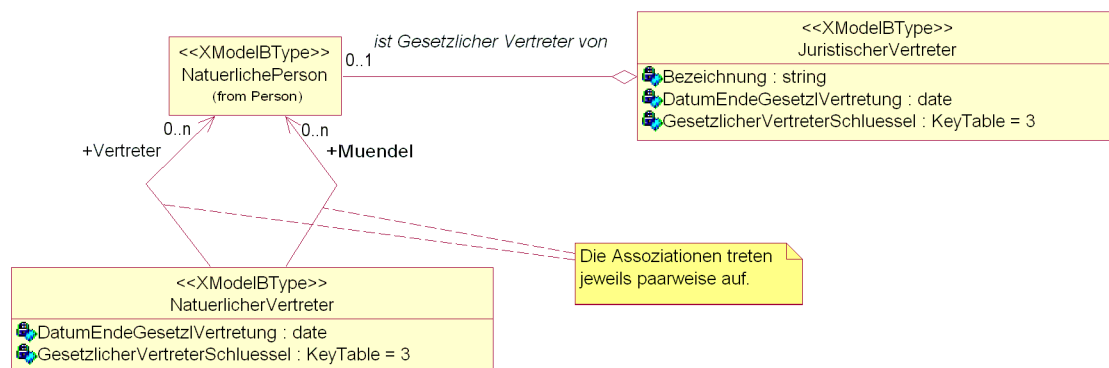 <<XModelBType>>
NatuerlichePerson
(from Person)
ist Gesetzlicher Vertreter von
0..1
<<XModelBType>>
JuristischerVertreter
Bezeichnung : string
DatumEndeGesetzlVertretung : date
GesetzlicherVertreterSchluessel : KeyTable = 3
0..n
0..n
+Vertreter
+Muendel
Die Assoziationen treten
jeweils paarweise auf.
<<XModelBType>>
NatuerlicherVertreter
DatumEndeGesetzlVertretung : date
GesetzlicherVertreterSchluessel : KeyTable = 3